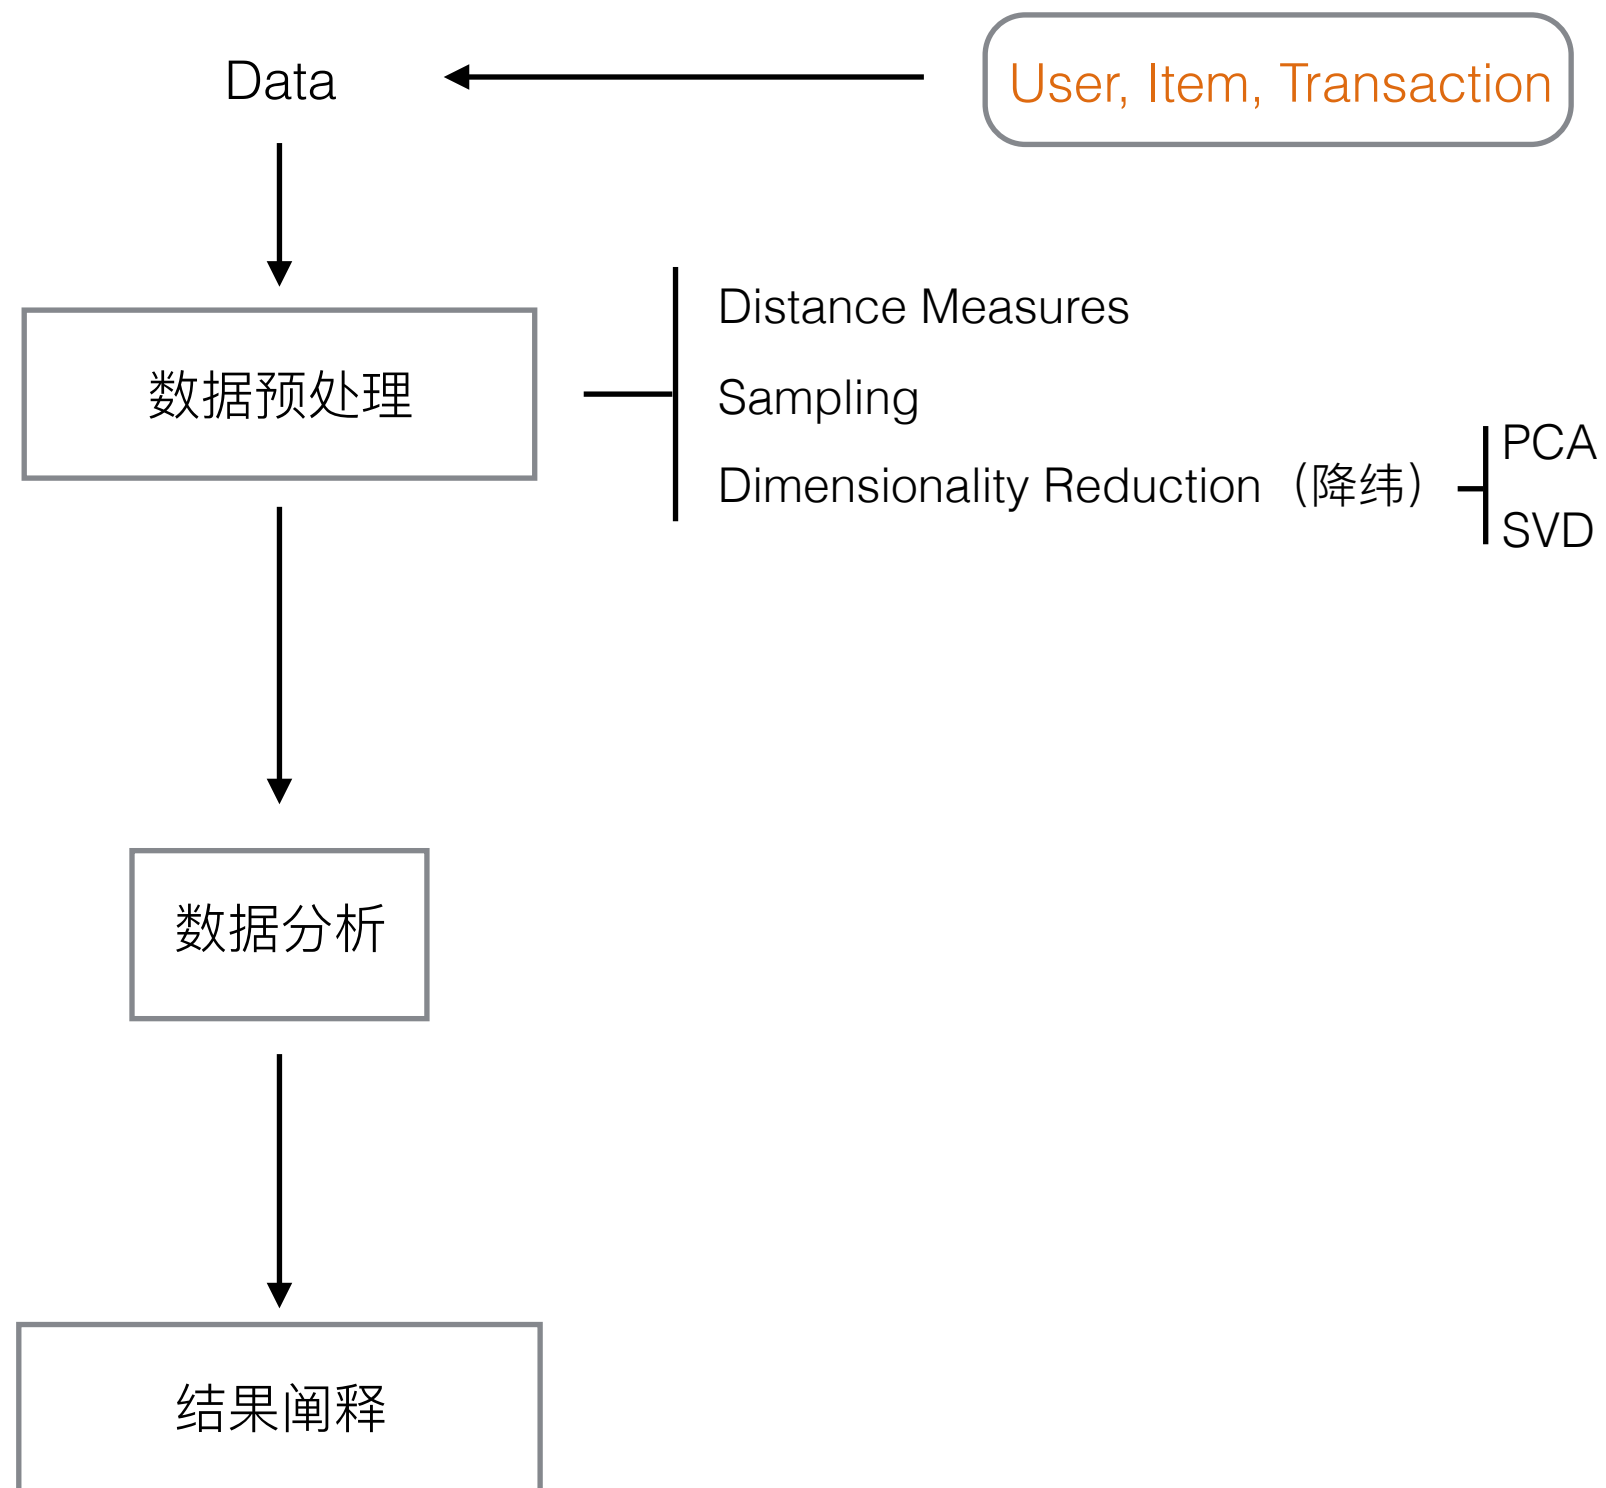 Data
User, Item, Transaction
数据预处理
Distance Measures
Sampling
Dimensionality Reduction（降纬）
PCA
SVD
数据分析
结果阐释